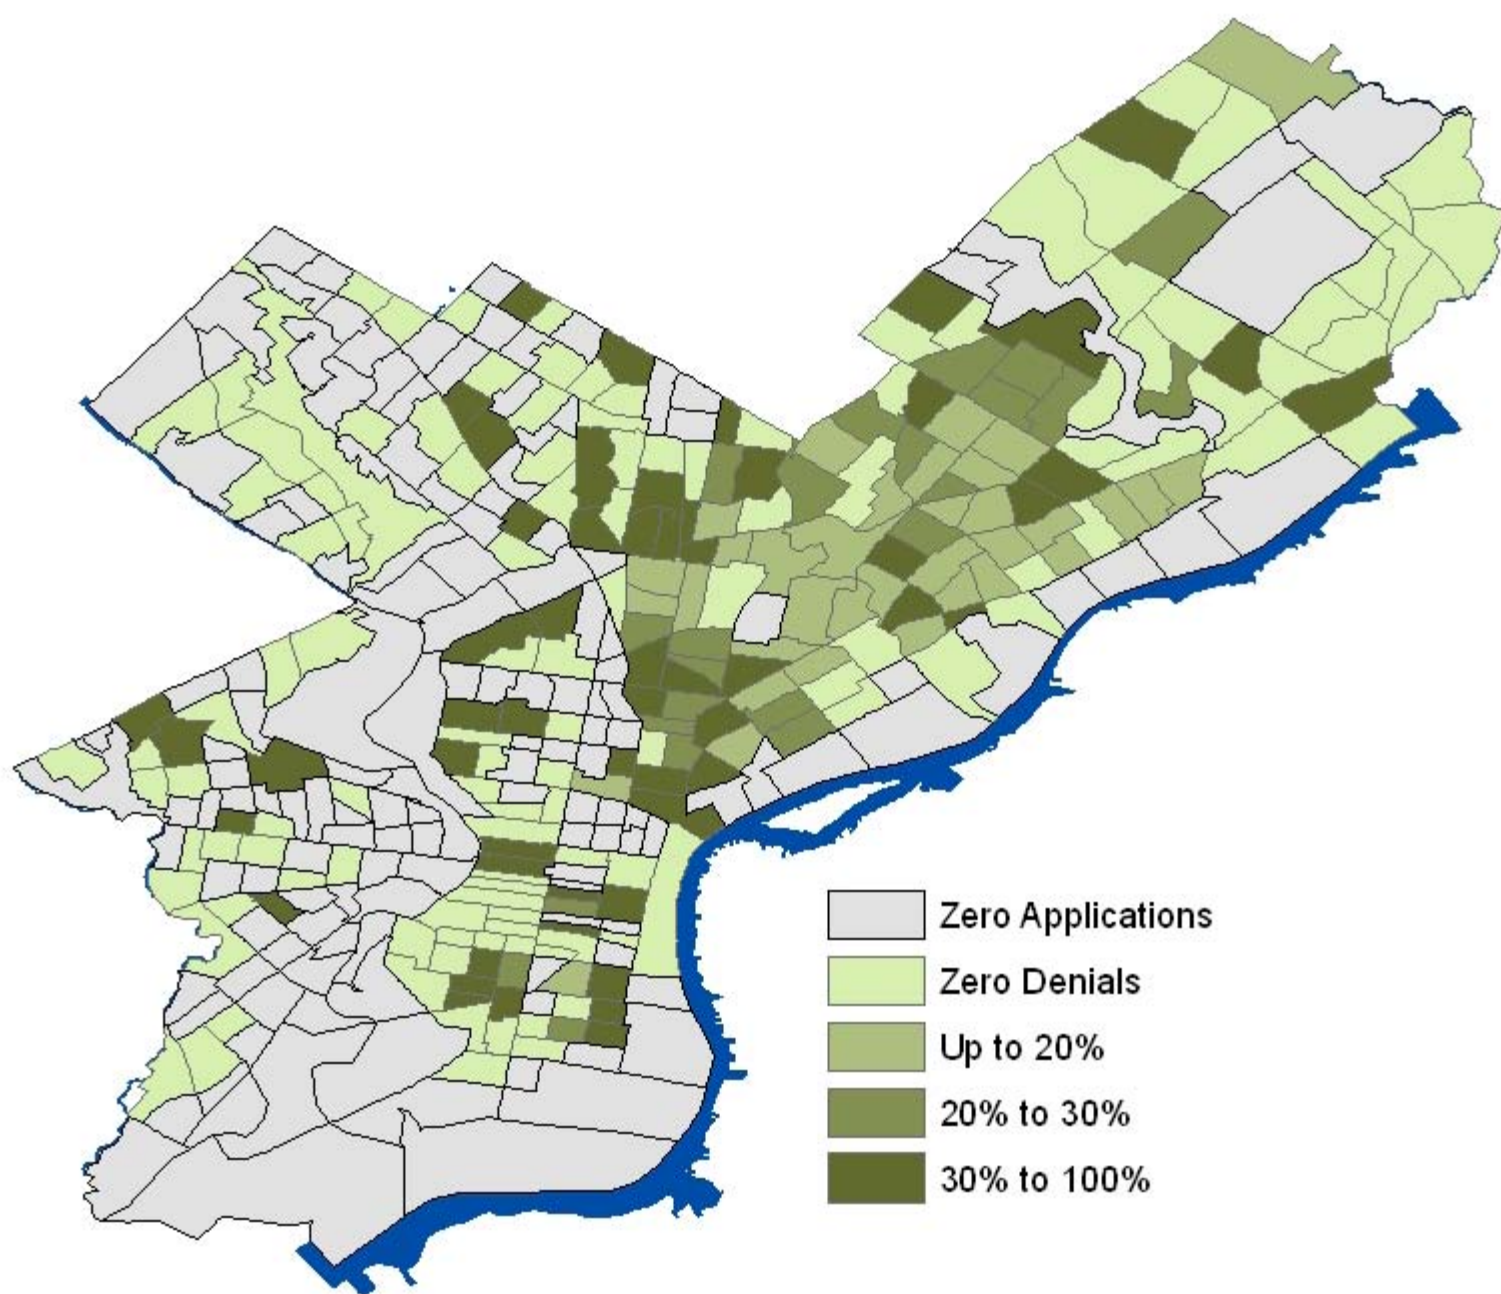 Zero Applications
Zero Denials
Up to 20%
20% to 30%
30% to 100%